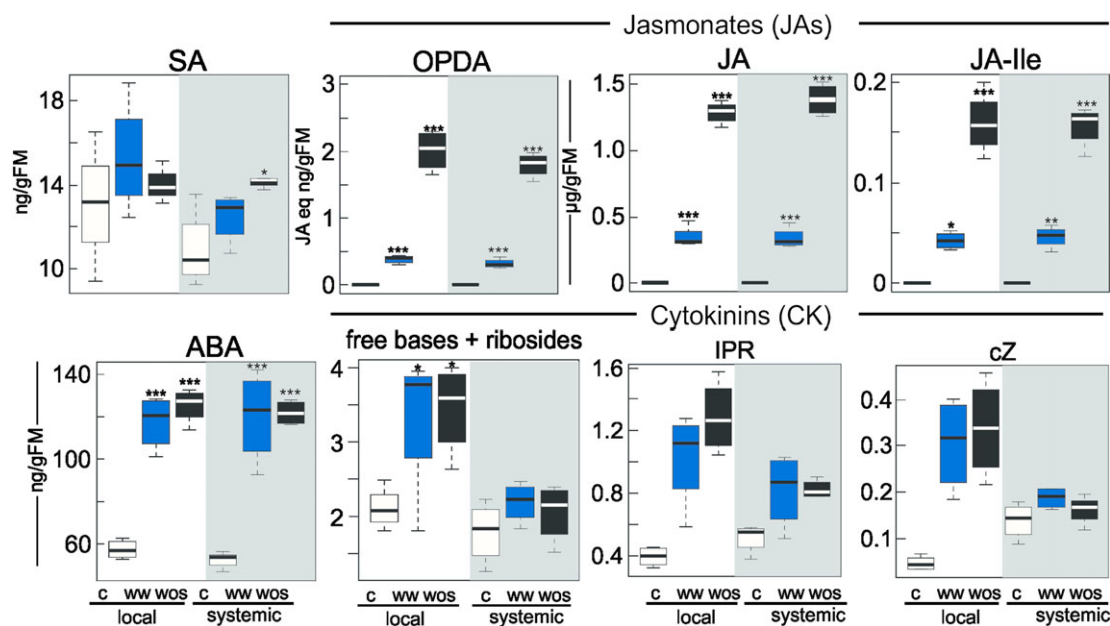 Jasmonates (JAs)
SA
OPDA
JA
JA-Ile
ng/gFM
18
14
10
*
JA eq ng/gFM
3
2
1
0
***
***
***
***
µg/gFM
1.5
1.0
0.5
0
***
***
***
***
0.2
0.1
0
*
***
**
***
Cytokinins (CK)
ABA
free bases + ribosides
IPR
cZ
ng/gFM
140
100
60
***
***
***
***
4
3
2
*
*
1.6
1.2
0.8
0.4
0.4
0.3
0.2
0.1
c ww wos c ww wos
local systemic
c ww wos c ww wos
local systemic
c ww wos c ww wos
local systemic
c ww wos c ww wos
local systemic